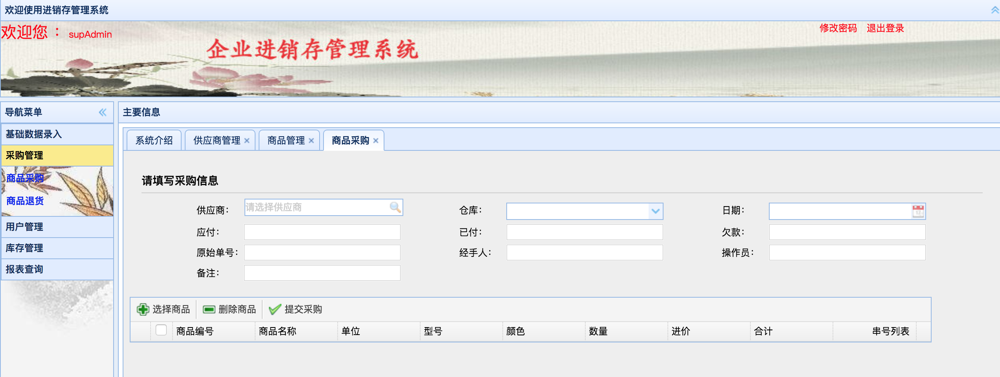 欢迎使用进销存管理系统
欢迎您 ： supAdmin
修改密码 退出登录
企业进销存管理系统
导航菜单
基础数据录入
采购管理
商品采购
商品退货
用户管理
库存管理
报表查询
主要信息
系统介绍 供应商管理 商品管理 商品采购
请填写采购信息
供应商： 请选择供应商 仓库： 日期：
应付： 已付： 欠款：
原始单号： 经手人： 操作员：
备注：
选择商品 删除商品 提交采购
商品编号 商品名称 单位 型号 颜色 数量 进价 合计 串号列表